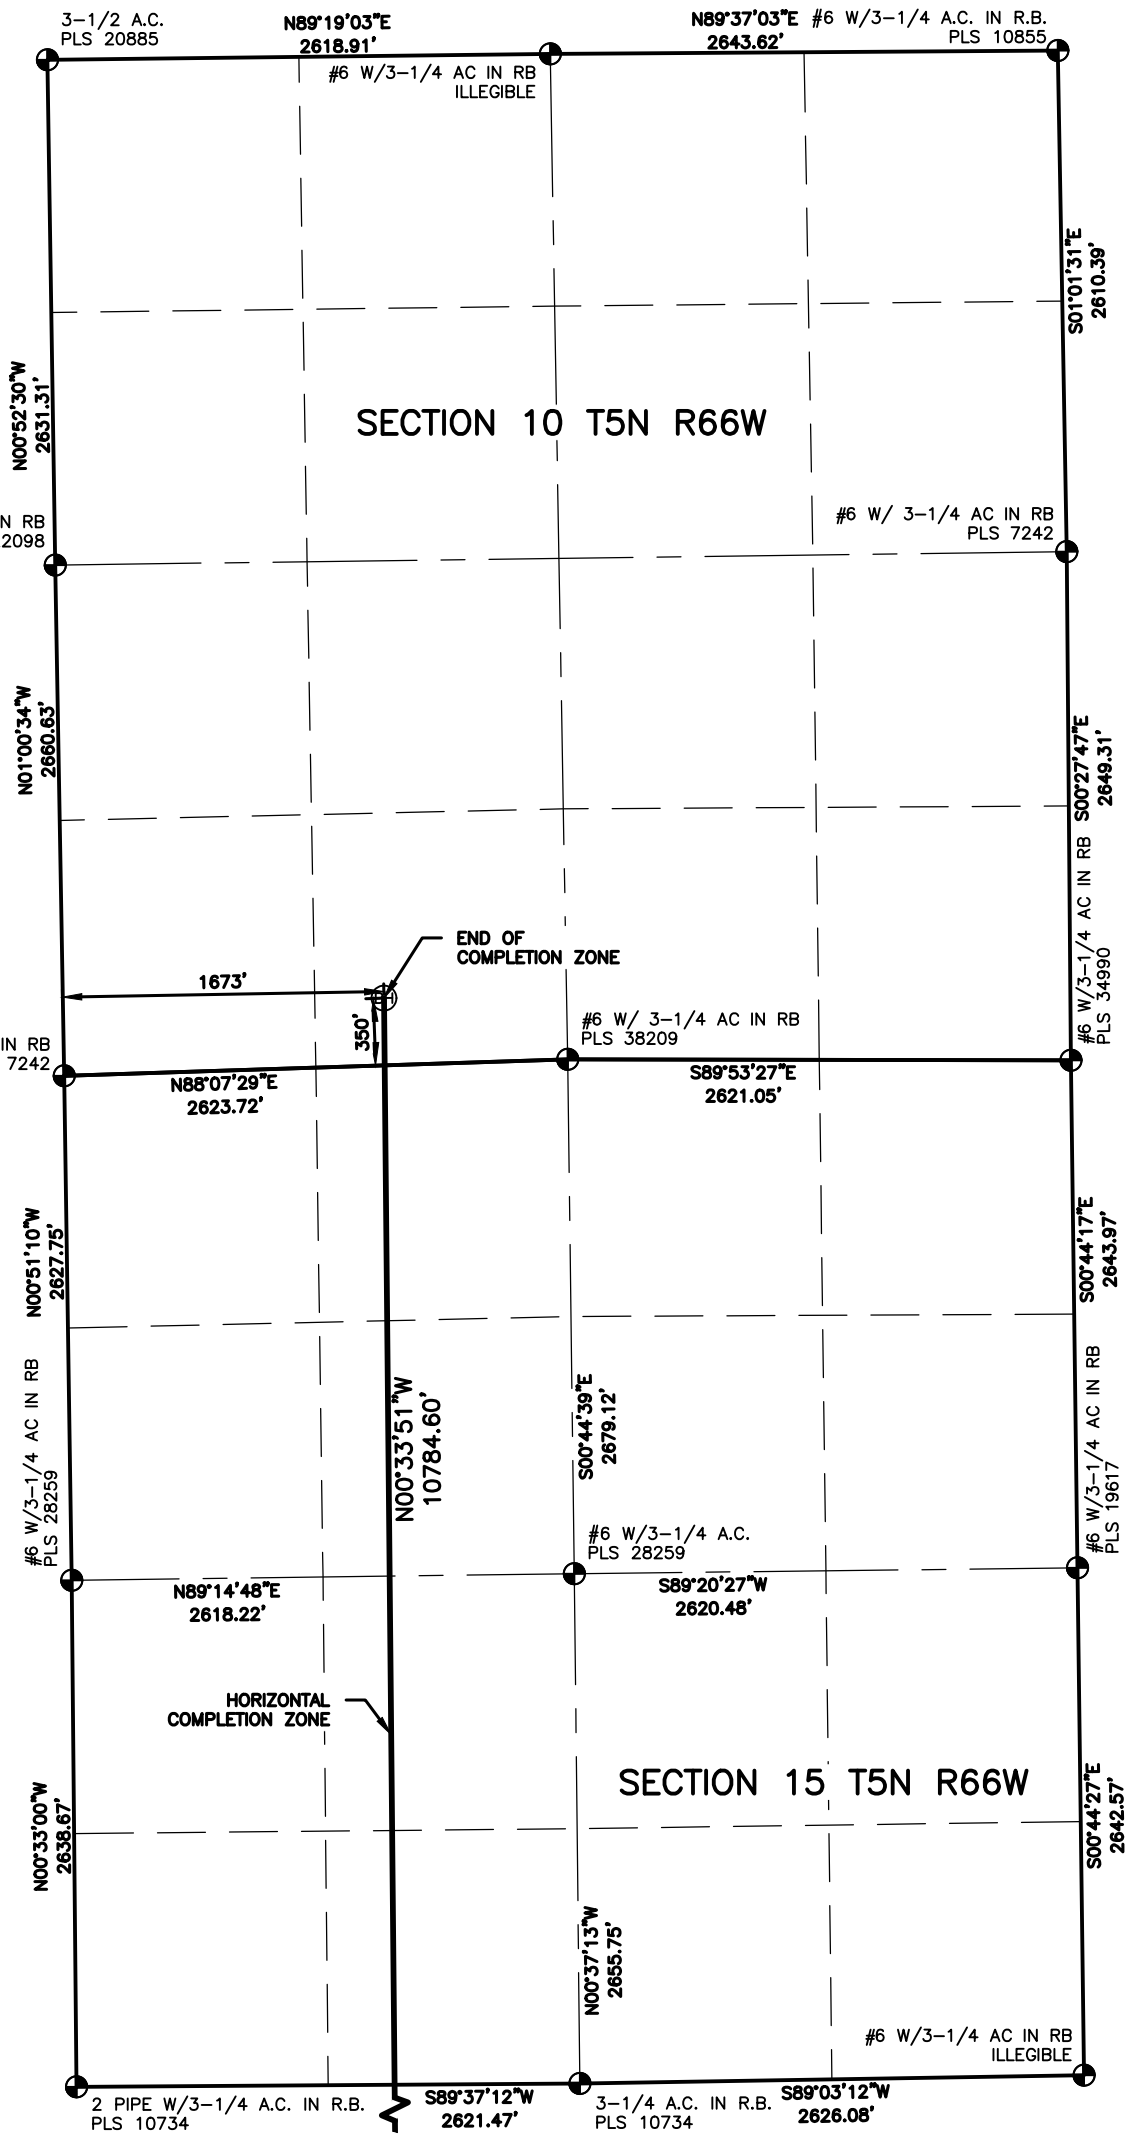 3-1/2 A.C.
PLS 20885
N89°19'03"E
2618.91'
N89°37'03"E
2643.62'
#6 W/3-1/4 A.C. IN R.B.
PLS 10855
#6 W/3-1/4 AC IN RB
ILLEGIBLE
S01°01'31"E
2610.39'
N00°52'30"W
2631.31'
SECTION 10 T5N R66W
N RB
2098
#6 W/ 3-1/4 AC IN RB
PLS 7242
N01°00'34"W
2660.63'
S00°27'47"E
2649.31'
#6 W/3-1/4 AC IN RB
PLS 34990
END OF
COMPLETION ZONE
1673'
350'
#6 W/ 3-1/4 AC IN RB
PLS 38209
IN RB
7242
N88°07'29"E
2623.72'
S89°53'27"E
2621.05'
N00°51'10"W
2627.75'
S00°44'17"E
2643.97'
#6 W/3-1/4 AC IN RB
PLS 28259
N00°33'51"W
10784.60'
S00°44'39"E
2679.12'
#6 W/3-1/4 AC IN RB
PLS 19617
#6 W/3-1/4 A.C.
PLS 28259
N89°14'48"E
2618.22'
S89°20'27"W
2620.48'
HORIZONTAL
COMPLETION ZONE
SECTION 15 T5N R66W
N00°33'00"W
2638.67'
S00°44'27"E
2642.57'
N00°37'13"W
2655.75'
#6 W/3-1/4 AC IN RB
ILLEGIBLE
2 PIPE W/3-1/4 A.C. IN R.B.
PLS 10734
S89°37'12"W
2621.47'
3-1/4 A.C. IN R.B.
PLS 10734
S89°03'12"W
2626.08'